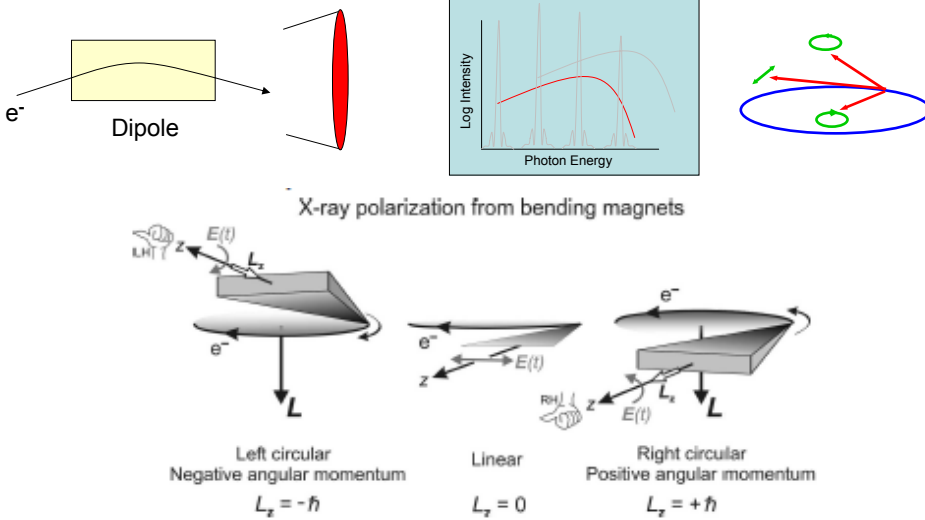 e-
Dipole
Log Intensity
Photon Energy
X-ray polarization from bending magnets
LH
z
E(t)
Lz
e−
L
e−
z
E(t)
e−
RH
z
E(t)
Lz
L
Left circular
Negative angular momentum
Lz = -ħ
Linear
Lz = 0
Right circular
Positive angular momentum
Lz = +ħ